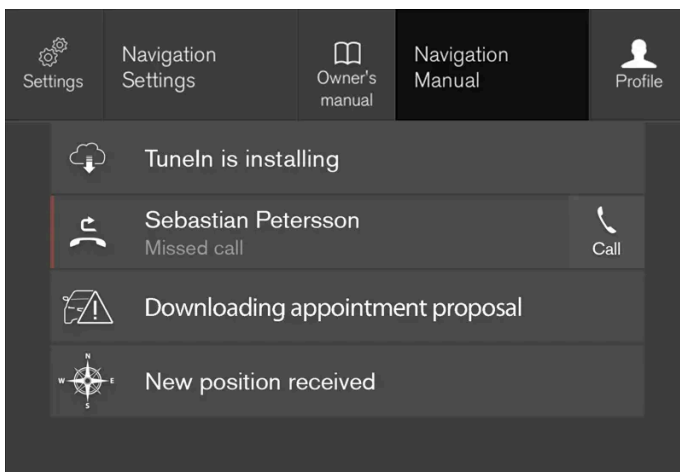 Settings
Navigation
Settings
Owner's
manual
Navigation
Manual
Profile
TuneIn is installing
Sebastian Petersson
Missed call
Call
Downloading appointment proposal
N
W E
S
New position received